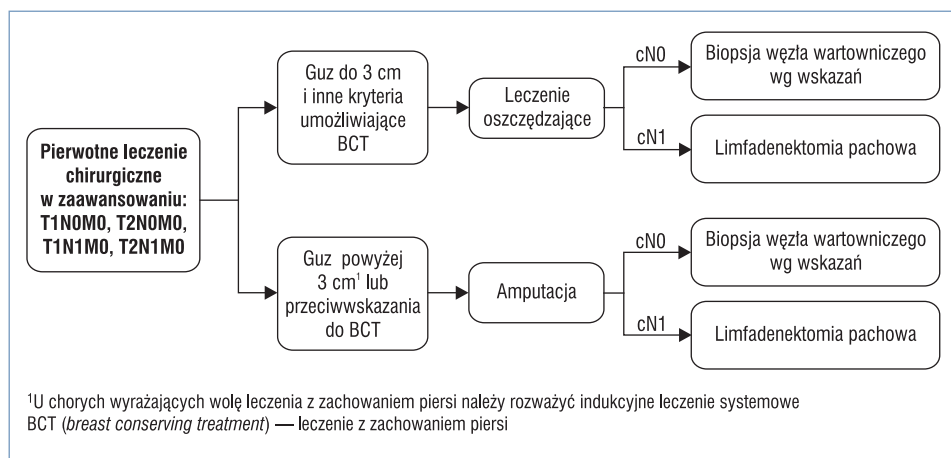 Pierwotne leczenie
chirurgiczne
w zaawansowaniu:
T1N0M0, T2N0M0,
T1N1M0, T2N1M0
Guz do 3 cm
i inne kryteria
umożliwiające
BCT
Leczenie
oszczędzające
cN0
Biopsja węzła wartowniczego
wg wskazań
cN1
Limfadenektomia pachowa
Guz powyżej
3 cm¹ lub
przeciwwskazania
do BCT
Amputacja
cN0
Biopsja węzła wartowniczego
wg wskazań
cN1
Limfadenektomia pachowa
¹U chorych wyrażających wolę leczenia z zachowaniem piersi należy rozważyć indukcyjne leczenie systemowe
BCT (breast conserving treatment) — leczenie z zachowaniem piersi